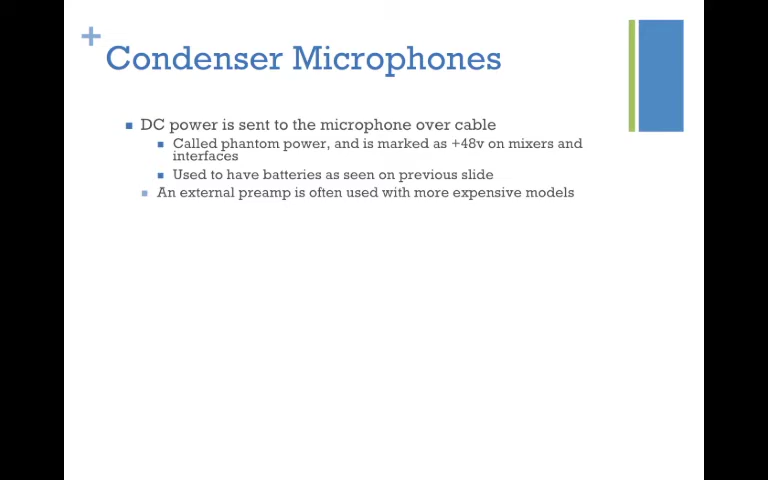 +
Condenser Microphones
DC power is sent to the microphone over cable
Called phantom power, and is marked as +48v on mixers and
interfaces
Used to have batteries as seen on previous slide
An external preamp is often used with more expensive models